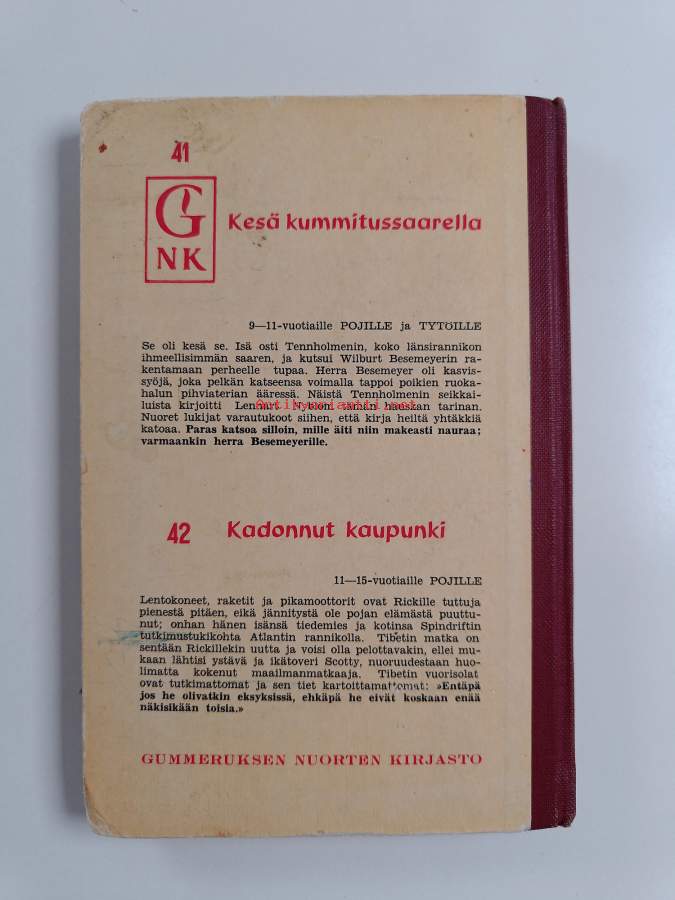 41
G
NK
Kesä kummitussaarella
9—11-vuotiaille POJILLE ja TYTÖILLE
Se oli kesä se. Isä osti Tennholmenin, koko länsirannikon
ihmeellisimmän saaren, ja kutsui Wilburt Besemeyerin ra-
kentamaan perheelle tupaa. Herra Besemeyer oli kasvis-
syöjä, joka pelkän katseensa voimalla tappoi poikien ruoka-
halun pihviaterian ääressä. Näistä Tennholmenin seikkai-
luista kirjoitti Lennart Nyblom tämän hauskan tarinan.
Nuoret lukijat varautukoot siihen, että kirja heiltä yhtäkkiä
katoaa. Paras katsoa silloin, mille äiti niin makeasti nauraa;
varmaankin herra Besemeyerille.
Antikvariaatti.net
42
Kadonnut kaupunki
11—15-vuotiaille POJILLE
Lentokoneet, raketit ja pikamoottorit ovat Rickille tuttuja
pienestä pitäen, eikä jännitystä ole pojan elämästä puuttu-
nut; onhan hänen isänsä tiedemies ja kotinsa Spindriftin
tutkimustukikohta Atlantin rannikolla. Tibetin matka on
sentään Rickillekin uutta ja voisi olla pelottavakin, ellei mu-
kaan lähtisi ystävä ja ikätoveri Scotty, nuoruudestaan huo-
limatta kokenut maailmanmatkaaja. Tibetin vuorisolat
ovat tutkimattomat ja sen tiet kartoittamattomat: »Entäpä
jos he olivatkin eksyksissä, ehkäpä he eivät koskaan enää
näkisikään toisia.»
GUMMERUKSEN NUORTEN KIRJASTO